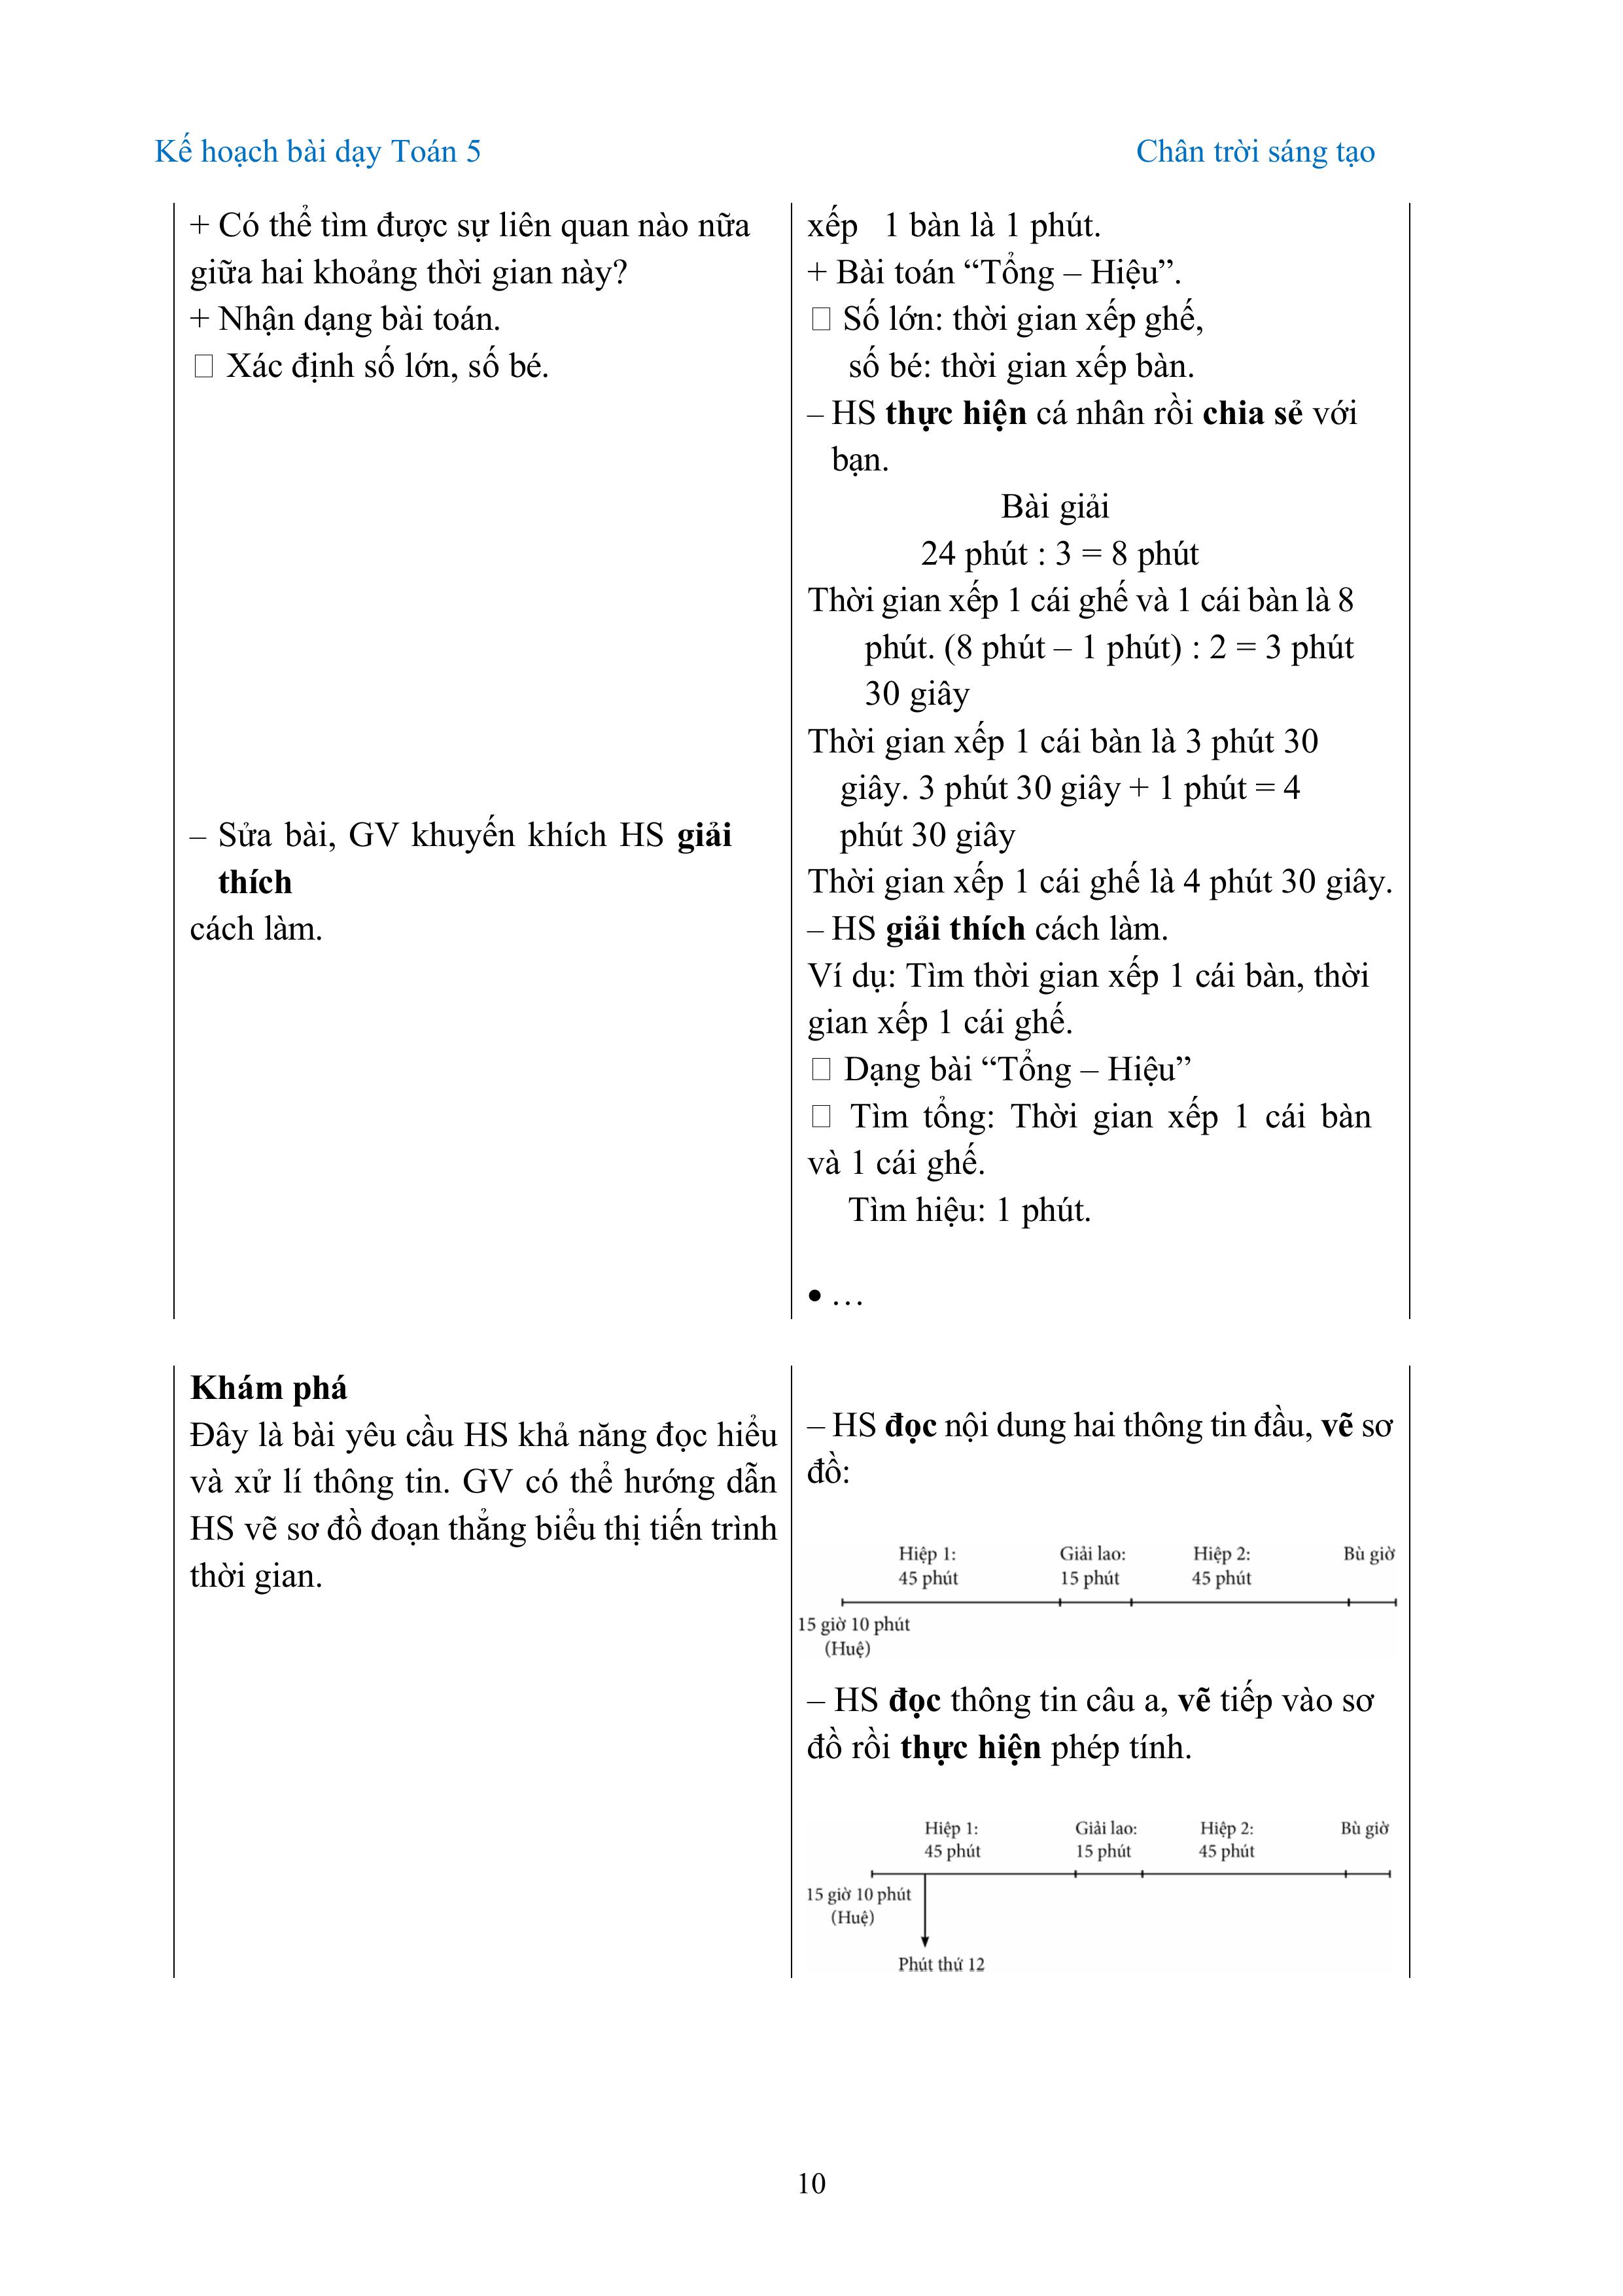 Kế hoạch bài dạy Toán 5
Chân trời sáng tạo
+ Có thể tìm được sự liên quan nào nữa
giữa hai khoảng thời gian này?
+ Nhận dạng bài toán.
□ Xác định số lớn, số bé.
– Sửa bài, GV khuyến khích HS giải
thích
cách làm.
xếp 1 bàn là 1 phút.
+ Bài toán “Tổng – Hiệu”.
□ Số lớn: thời gian xếp ghế,
số bé: thời gian xếp bàn.
– HS thực hiện cá nhân rồi chia sẻ với
bạn.
Bài giải
24 phút : 3 = 8 phút
Thời gian xếp 1 cái ghế và 1 cái bàn là 8
phút. (8 phút – 1 phút) : 2 = 3 phút
30 giây
Thời gian xếp 1 cái bàn là 3 phút 30
giây. 3 phút 30 giây + 1 phút = 4
phút 30 giây
Thời gian xếp 1 cái ghế là 4 phút 30 giây.
– HS giải thích cách làm.
Ví dụ: Tìm thời gian xếp 1 cái bàn, thời
gian xếp 1 cái ghế.
□ Dạng bài “Tổng – Hiệu”
□ Tìm tổng: Thời gian xếp 1 cái bàn
và 1 cái ghế.
Tìm hiệu: 1 phút.
• …
Khám phá
Đây là bài yêu cầu HS khả năng đọc hiểu
và xử lí thông tin. GV có thể hướng dẫn
HS vẽ sơ đồ đoạn thẳng biểu thị tiến trình
thời gian.
– HS đọc nội dung hai thông tin đầu, vẽ sơ
đồ:
Hiệp 1: Giải lao: Hiệp 2: Bù giờ
45 phút 15 phút 45 phút
15 giờ 10 phút
(Huệ)
– HS đọc thông tin câu a, vẽ tiếp vào sơ
đồ rồi thực hiện phép tính.
Hiệp 1: Giải lao: Hiệp 2: Bù giờ
45 phút 15 phút 45 phút
15 giờ 10 phút
(Huệ)
Phút thứ 12
10